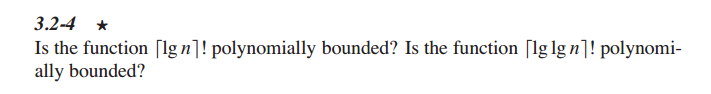 3.2-4 ★
Is the function ⌈lg n⌉! polynomially bounded? Is the function ⌈lg lg n⌉! polynomi-
ally bounded?